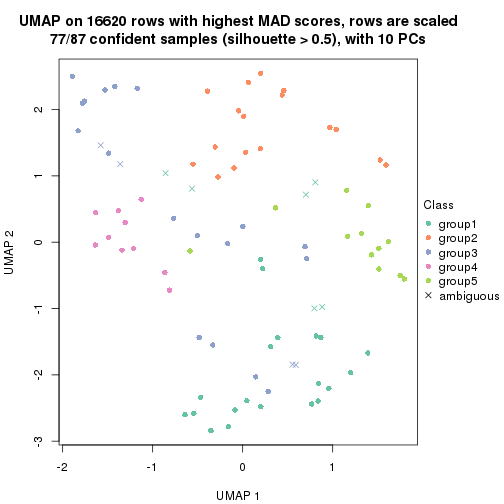 UMAP on 16620 rows with highest MAD scores, rows are scaled
77/87 confident samples (silhouette > 0.5), with 10 PCs
2
1
0
-1
-2
-3
UMAP 2
-2
-1
0
1
UMAP 1
Class
group1
group2
group3
group4
group5
ambiguous